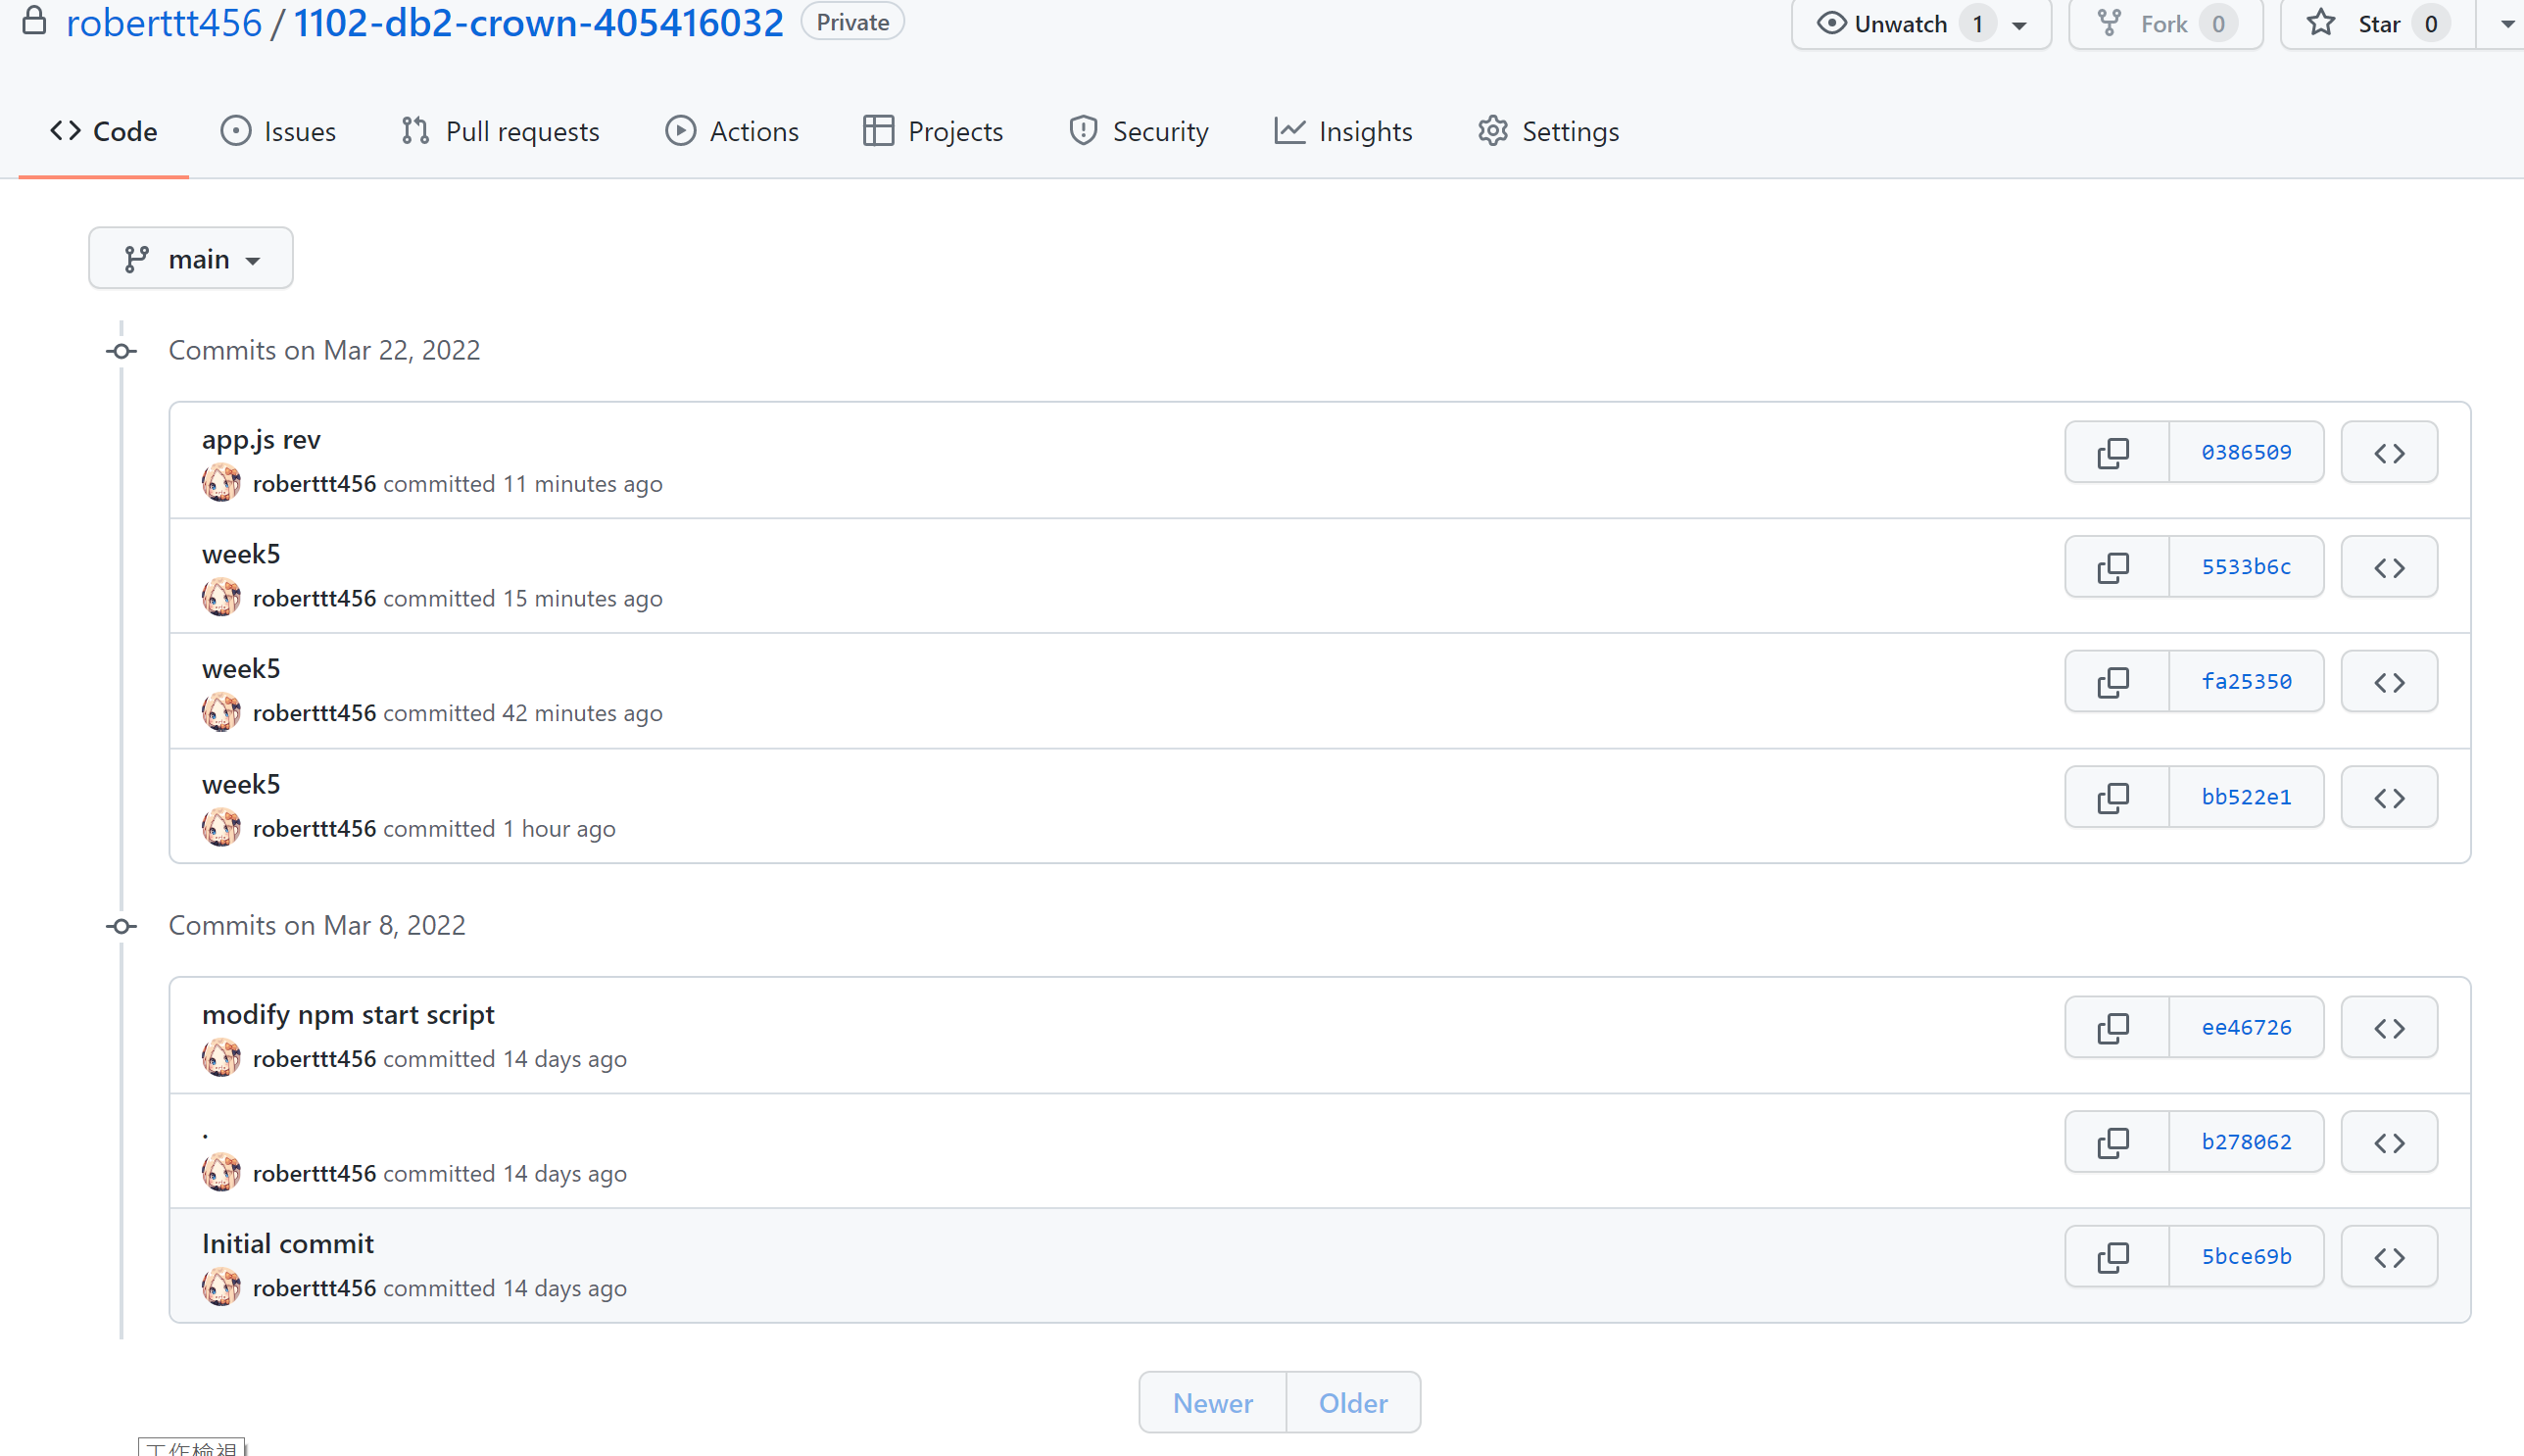 roberttt456 / 1102-db2-crown-405416032 Private
Unwatch 1 Fork 0 Star 0
Code Issues Pull requests Actions Projects Security Insights Settings
main
Commits on Mar 22, 2022
app.js rev
roberttt456 committed 11 minutes ago
0386509
week5
roberttt456 committed 15 minutes ago
5533b6c
week5
roberttt456 committed 42 minutes ago
fa25350
week5
roberttt456 committed 1 hour ago
bb522e1
Commits on Mar 8, 2022
modify npm start script
roberttt456 committed 14 days ago
ee46726
.
roberttt456 committed 14 days ago
b278062
Initial commit
roberttt456 committed 14 days ago
5bce69b
Newer Older
工作檢視